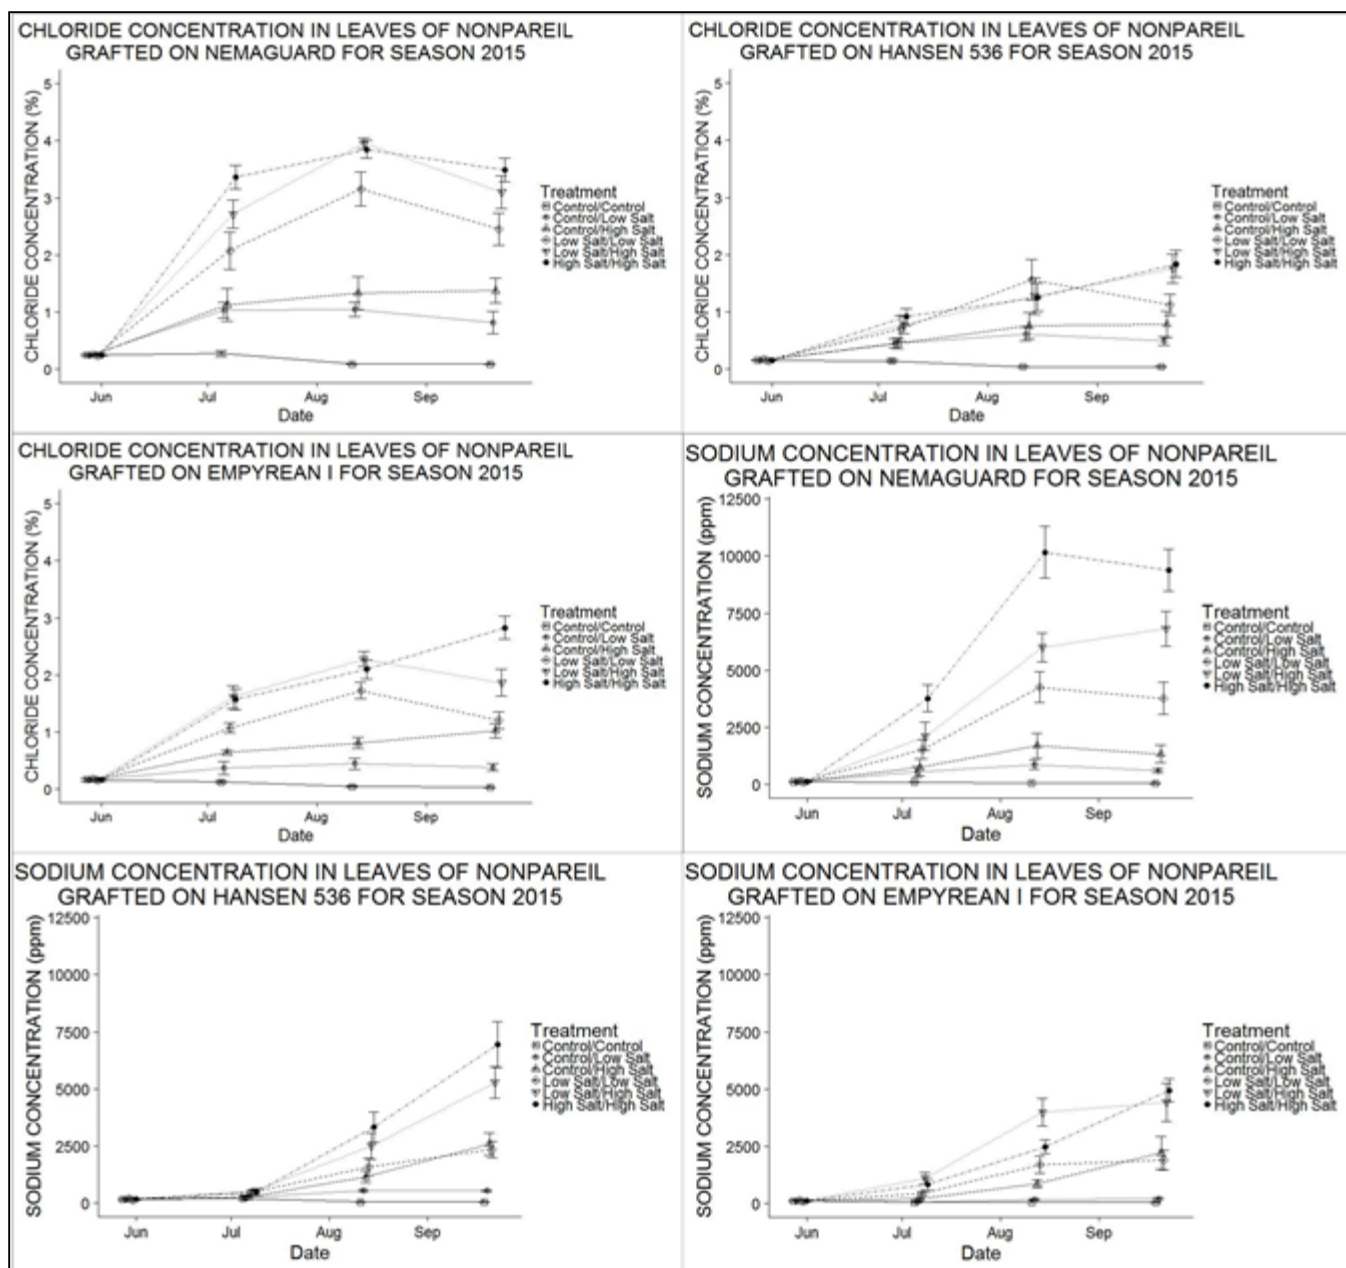 CHLORIDE CONCENTRATION IN LEAVES OF NONPAREIL
GRAFTED ON NEMAGUARD FOR SEASON 2015
CHLORIDE CONCENTRATION (%)
5
4
3
2
1
0
Jun
Jul
Aug
Sep
Date
Treatment
Control/Control
Control/Low Salt
Control/High Salt
Low Salt/Low Salt
Low Salt/High Salt
High Salt/High Salt
CHLORIDE CONCENTRATION IN LEAVES OF NONPAREIL
GRAFTED ON HANSEN 536 FOR SEASON 2015
CHLORIDE CONCENTRATION (%)
5
4
3
2
1
0
Jun
Jul
Aug
Sep
Date
Treatment
Control/Control
Control/Low Salt
Control/High Salt
Low Salt/Low Salt
Low Salt/High Salt
High Salt/High Salt
CHLORIDE CONCENTRATION IN LEAVES OF NONPAREIL
GRAFTED ON EMPYREAN I FOR SEASON 2015
CHLORIDE CONCENTRATION (%)
5
4
3
2
1
0
Jun
Jul
Aug
Sep
Date
Treatment
Control/Control
Control/Low Salt
Control/High Salt
Low Salt/Low Salt
Low Salt/High Salt
High Salt/High Salt
SODIUM CONCENTRATION IN LEAVES OF NONPAREIL
GRAFTED ON NEMAGUARD FOR SEASON 2015
SODIUM CONCENTRATION (ppm)
12500
10000
7500
5000
2500
0
Jun
Jul
Aug
Sep
Date
Treatment
Control/Control
Control/Low Salt
Control/High Salt
Low Salt/Low Salt
Low Salt/High Salt
High Salt/High Salt
SODIUM CONCENTRATION IN LEAVES OF NONPAREIL
GRAFTED ON HANSEN 536 FOR SEASON 2015
SODIUM CONCENTRATION (ppm)
12500
10000
7500
5000
2500
0
Jun
Jul
Aug
Sep
Date
Treatment
Control/Control
Control/Low Salt
Control/High Salt
Low Salt/Low Salt
Low Salt/High Salt
High Salt/High Salt
SODIUM CONCENTRATION IN LEAVES OF NONPAREIL
GRAFTED ON EMPYREAN I FOR SEASON 2015
SODIUM CONCENTRATION (ppm)
12500
10000
7500
5000
2500
0
Jun
Jul
Aug
Sep
Date
Treatment
Control/Control
Control/Low Salt
Control/High Salt
Low Salt/Low Salt
Low Salt/High Salt
High Salt/High Salt